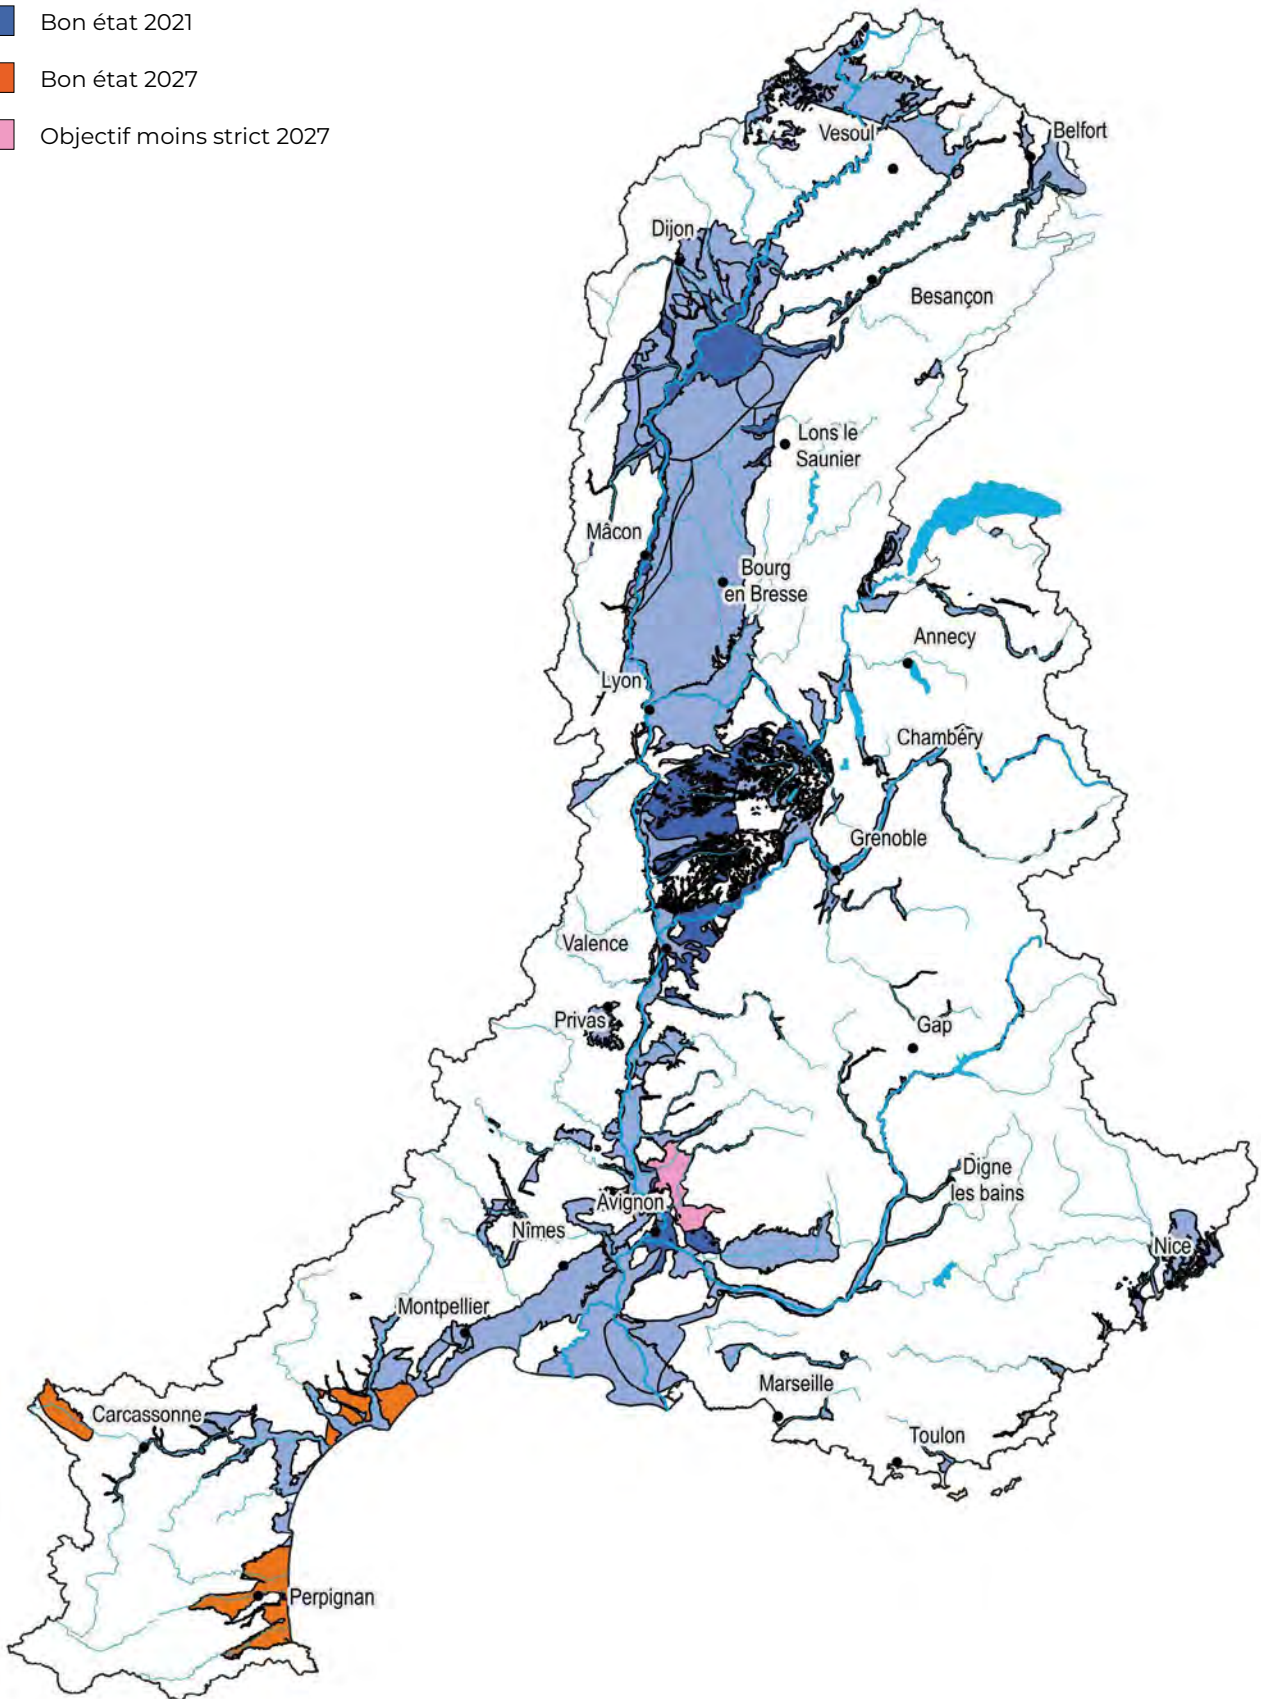 Bon état 2021
Bon état 2027
Objectif moins strict 2027
Vesoul
Belfort
Dijon
Besançon
Lons le
Saunier
Mâcon
Bourg
en Bresse
Annecy
Lyon
Chambéry
Grenoble
Valence
Privas
Gap
Digne
les bains
Avignon
Nîmes
Nice
Montpellier
Marseille
Carcassonne
Toulon
Perpignan